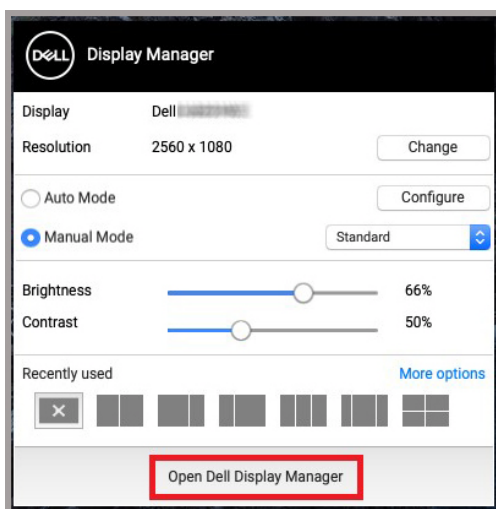 DELL Display Manager
Display Dell
Resolution 2560 x 1080 Change
Auto Mode Configure
Manual Mode Standard
Brightness 66%
Contrast 50%
Recently used More options
Open Dell Display Manager